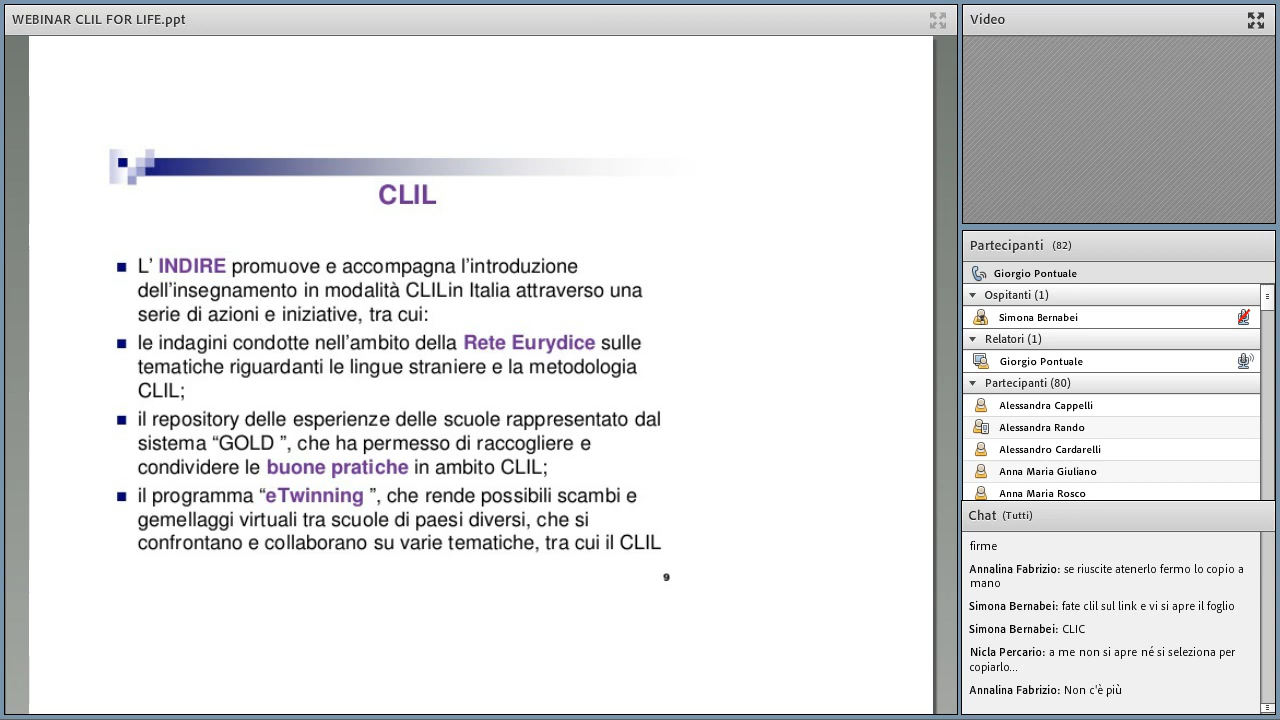 WEBINAR CLIL FOR LIFE.ppt
CLIL
L' INDIRE promuove e accompagna l'introduzione
dell'insegnamento in modalità CLILin Italia attraverso una
serie di azioni e iniziative, tra cui:
le indagini condotte nell'ambito della Rete Eurydice sulle
tematiche riguardanti le lingue straniere e la metodologia
CLIL;
il repository delle esperienze delle scuole rappresentato dal
sistema “GOLD ”, che ha permesso di raccogliere e
condividere le buone pratiche in ambito CLIL;
il programma “eTwinning ”, che rende possibili scambi e
gemellaggi virtuali tra scuole di paesi diversi, che si
confrontano e collaborano su varie tematiche, tra cui il CLIL
9
Video
Partecipanti (82)
Giorgio Pontuale
Ospitanti (1)
Simona Bernabei
Relatori (1)
Giorgio Pontuale
Partecipanti (80)
Alessandra Cappelli
Alessandra Rando
Alessandro Cardarelli
Anna Maria Giuliano
Anna Maria Rosco
Chat (Tutti)
firme
Annalina Fabrizio: se riuscite atenerlo fermo lo copio a
mano
Simona Bernabei: fate clil sul link e vi si apre il foglio
Simona Bernabei: CLIC
Nicla Percario: a me non si apre né si seleziona per
copiarlo...
Annalina Fabrizio: Non c'è più